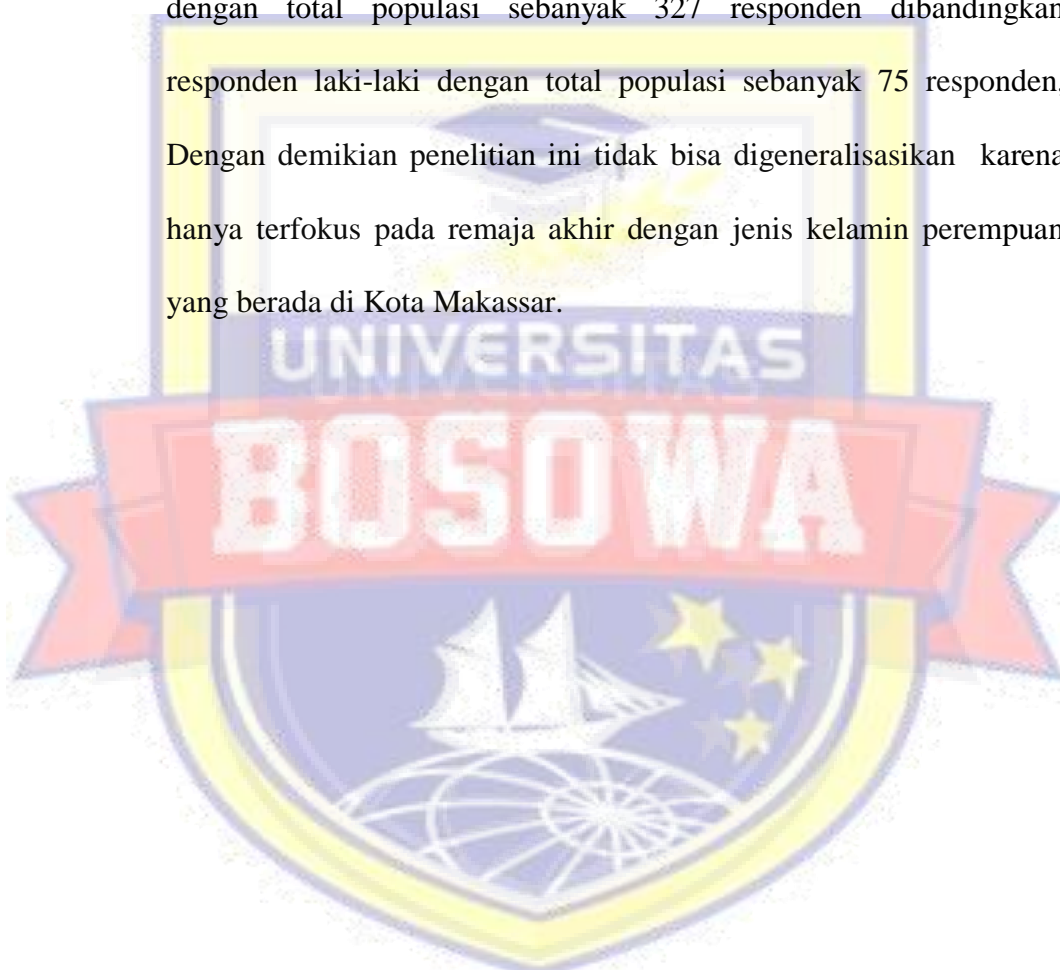 dengan total populasi sebanyak 327 responden dibandingkan
responden laki-laki dengan total populasi sebanyak 75 responden.
Dengan demikian penelitian ini tidak bisa digeneralisasikan karena
hanya terfokus pada remaja akhir dengan jenis kelamin perempuan
yang berada di Kota Makassar.
UNIVERSITAS
UNIVERSITAS
BOSOWA